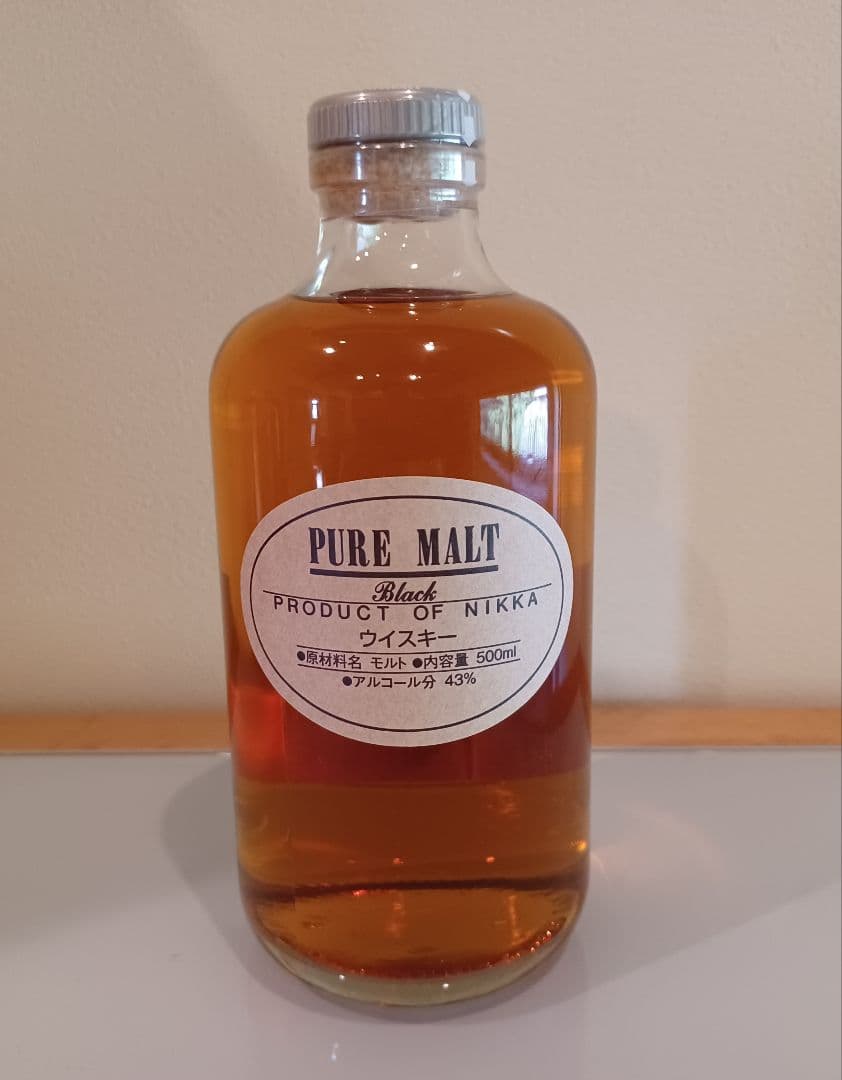 PURE MALT
Black
PRODUCT OF NIKKA
ウイスキー
●原材料名 モルト ●内容量 500ml
●アルコール分 43%